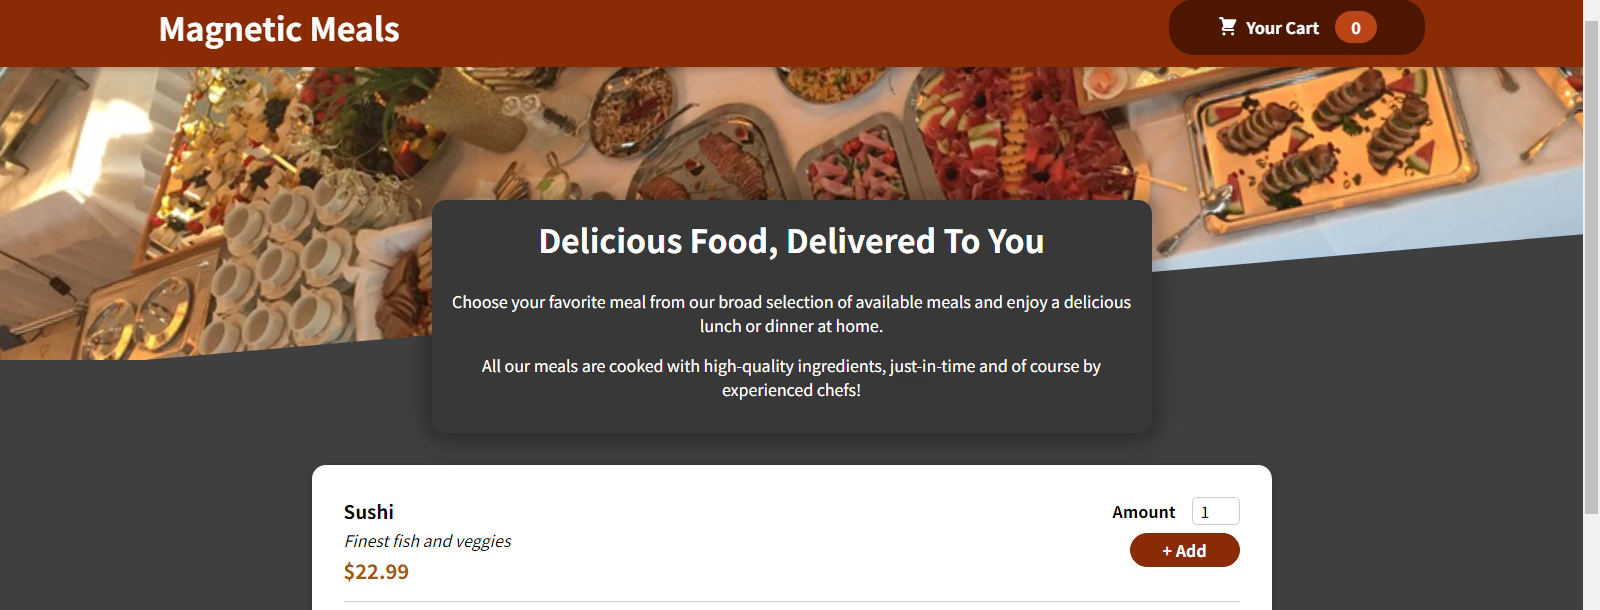 Magnetic Meals
Your Cart 0
Delicious Food, Delivered To You
Choose your favorite meal from our broad selection of available meals and enjoy a delicious
lunch or dinner at home.
All our meals are cooked with high-quality ingredients, just-in-time and of course by
experienced chefs!
Sushi
Amount 1
Finest fish and veggies
+ Add
$22.99